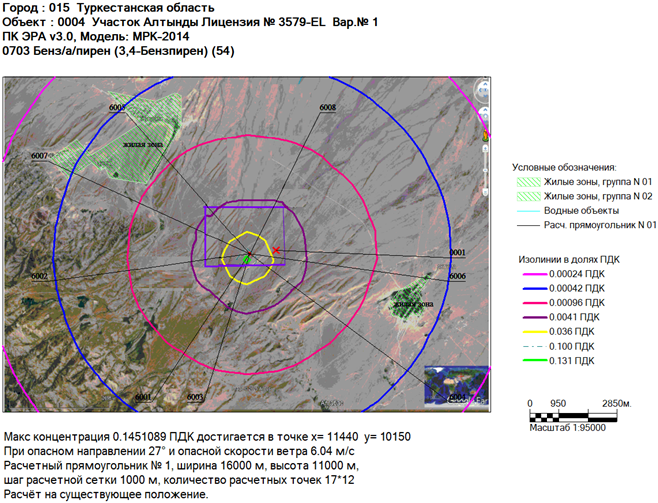 Город : 015 Туркестанская область
Объект : 0004 Участок Алтынды Лицензия № 3579-EL Вар.№ 1
ПК ЭРА v3.0, Модель: МРК-2014
0703 Бенз/а/пирен (3,4-Бензпирен) (54)
6005
6008
жилая зона
6007
0001
6002
6006
жилая зона
6001
6003
6004
Условные обозначения:
Жилые зоны, группа N 01
Жилые зоны, группа N 02
Водные объекты
Расч. прямоугольник N 01
Изолинии в долях ПДК
0.00024 ПДК
0.00042 ПДК
0.00096 ПДК
0.0041 ПДК
0.036 ПДК
0.100 ПДК
0.131 ПДК
0 950 2850м.
Масштаб 1:95000
Макс концентрация 0.1451089 ПДК достигается в точке x= 11440 y= 10150
При опасном направлении 27° и опасной скорости ветра 6.04 м/с
Расчетный прямоугольник № 1, ширина 16000 м, высота 11000 м,
шаг расчетной сетки 1000 м, количество расчетных точек 17*12
Расчёт на существующее положение.